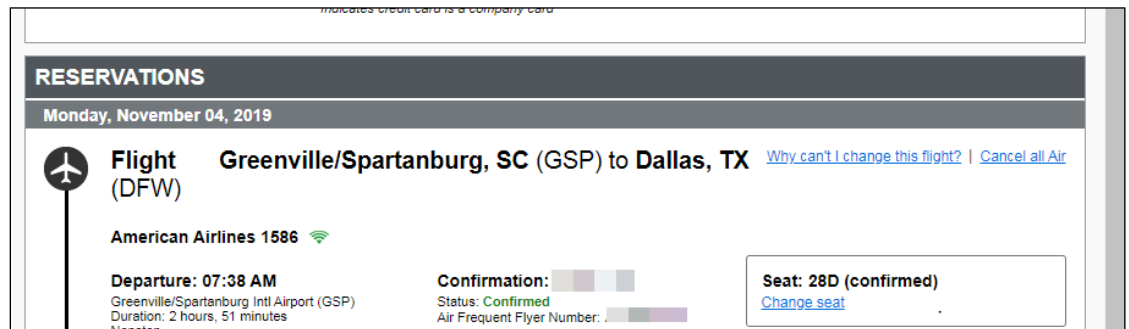 Indicates credit card is a company card
RESERVATIONS
Monday, November 04, 2019
Flight Greenville/Spartanburg, SC (GSP) to Dallas, TX
(DFW)
Why can't I change this flight? | Cancel all Air
American Airlines 1586
Departure: 07:38 AM
Greenville/Spartanburg Intl Airport (GSP)
Duration: 2 hours, 51 minutes
Nonstop
Confirmation:
Status: Confirmed
Air Frequent Flyer Number:
Seat: 28D (confirmed)
Change seat